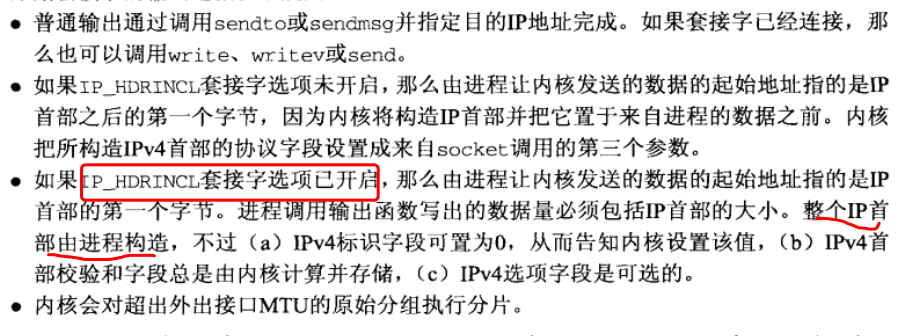 ● 普通输出通过调用sendto或sendmsg并指定目的IP地址完成。如果套接字已经连接，那
么也可以调用write、writev或send。
● 如果IP_HDRINCL套接字选项未开启，那么由进程让内核发送的数据的起始地址指的是IP
首部之后的第一个字节，因为内核将构造IP首部并把它置于来自进程的数据之前。内核
把所构造IPv4首部的协议字段设置成来自socket调用的第三个参数。
● 如果IP_HDRINCL套接字选项已开启，那么由进程让内核发送的数据的起始地址指的是IP
首部的第一个字节。进程调用输出函数写出的数据量必须包括IP首部的大小。整个IP首
部由进程构造，不过（a）IPv4标识字段可置为0，从而告知内核设置该值，（b）IPv4首
部校验和字段总是由内核计算并存储，（c）IPv4选项字段是可选的。
● 内核会对超出外出接口MTU的原始分组执行分片。